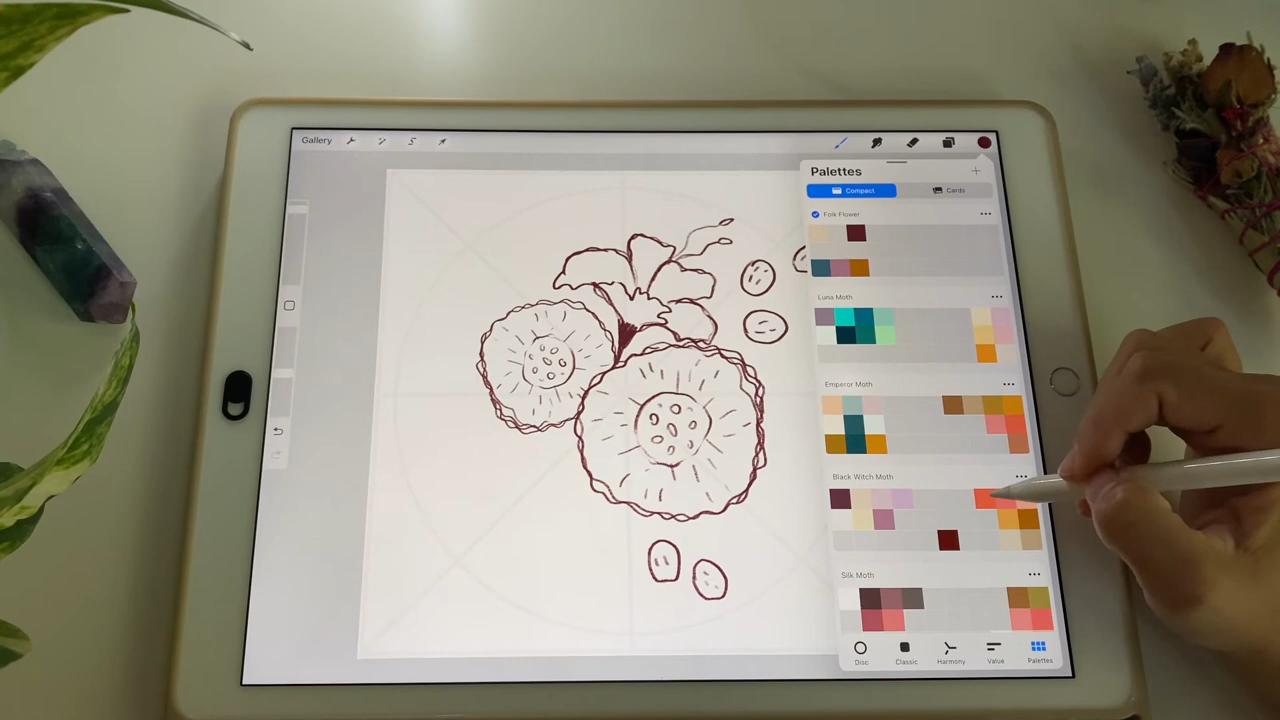 Gallery
Palettes
Compact
Cards
Folk Flower
Luna Moth
Emperor Moth
Black Witch Moth
Silk Moth
Disc
Classic
Harmony
Value
Palettes